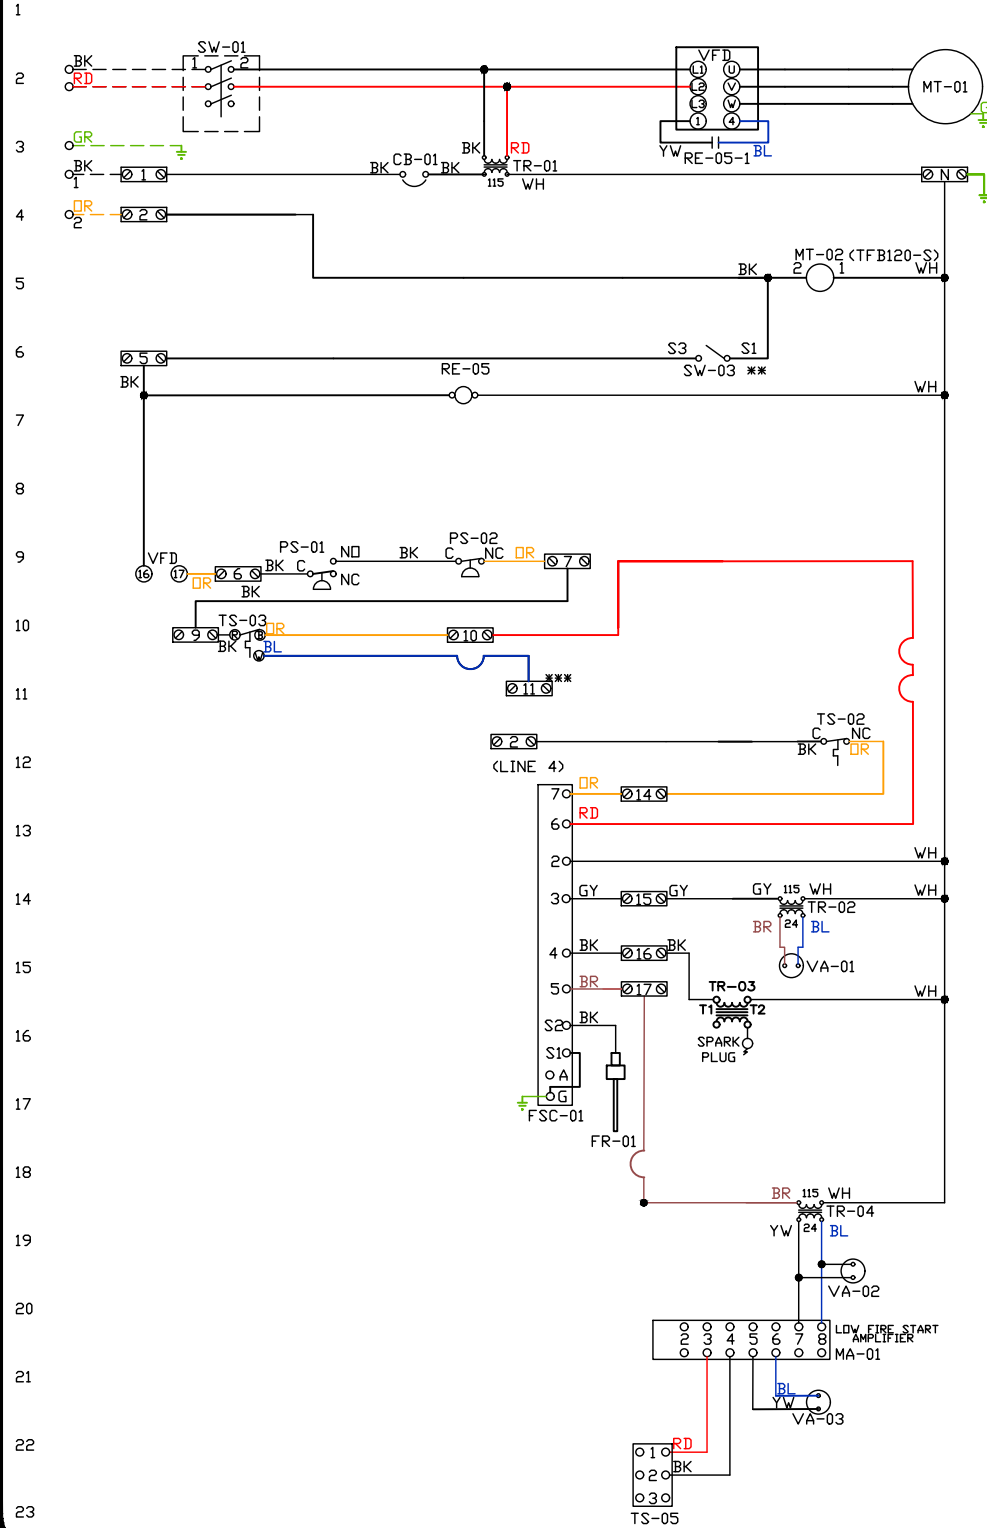 1
SW-01
VFD
BK 1 2 L1 U
2 RD L2 V MT-01
L3 W
1 4
G
3 GR BK RD YW RE-05-1 BL
BK 1 BK CB-01 BK TR-01 N
1 115 WH
4 OR 2
2
MT-02 (TFB120-S)
5 BK 2 1 WH
6 5 S3 S1
SW-03 **
BK RE-05 WH
7
8
9 VFD PS-01 NO BK PS-02 C NC OR 7
16 17 OR 6 BK C NC
BK
10 TS-03
9 BK R B OR 10
W BL
11 11 ***
TS-02
2 C NC
12 (LINE 4) BK OR
7 OR 14
13 6 RD
2 WH
14 3 GY 15 GY GY 115 WH WH
TR-02
BR 24 BL
15 4 BK 16 BK VA-01
5 BR 17 TR-03 WH
T1 T2
16 S2 BK SPARK
PLUG
S1
A
17 G
FSC-01
FR-01
18
BR 115 WH
TR-04
19 YW 24 BL
VA-02
20
2 3 4 5 6 7 8 LOW FIRE START
AMPLIFIER
MA-01
21 BL
YW
VA-03
22 1 RD
2 BK
3
23 TS-05